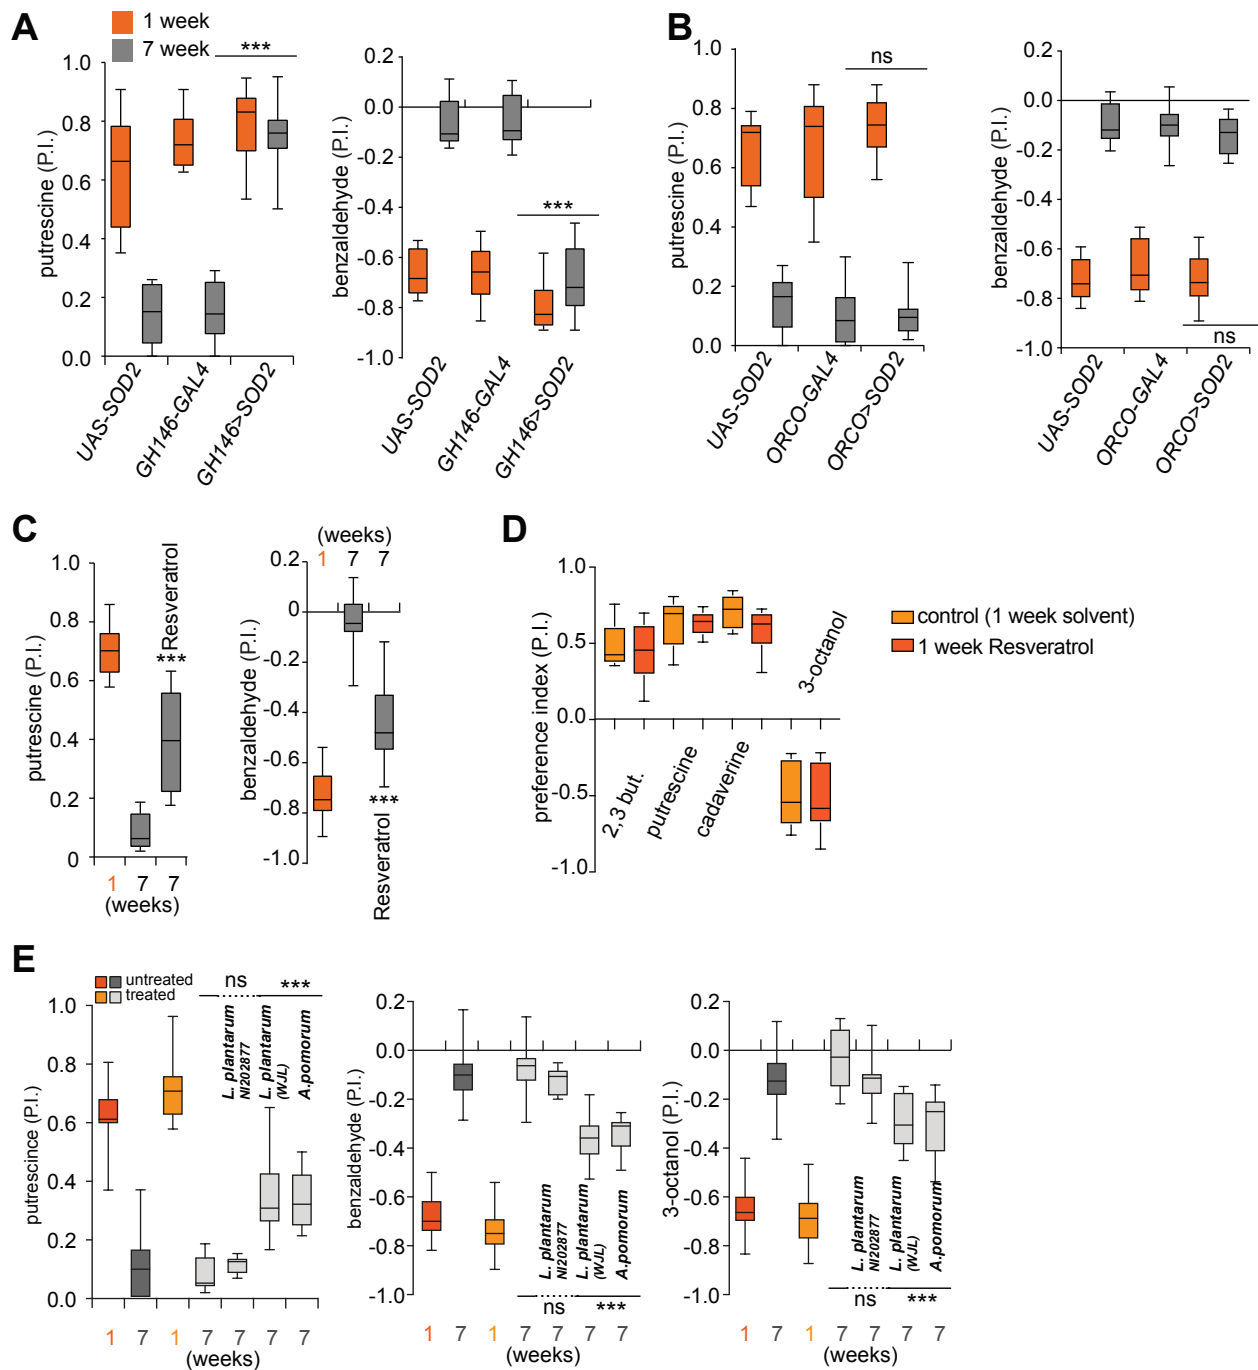 A
1 week
7 week
***
putrescine (P.I.)
1.0
0.8
0.6
0.4
0.2
0.0
UAS-SOD2
GH146-GAL4
GH146>SOD2
benzaldehyde (P.I.)
0.2
0.0
-0.2
-0.4
-0.6
-0.8
-1.0
***
UAS-SOD2
GH146-GAL4
GH146>SOD2
B
ns
putrescine (P.I.)
1.0
0.8
0.6
0.4
0.2
0.0
UAS-SOD2
ORCO-GAL4
ORCO>SOD2
benzaldehyde (P.I.)
0.2
0.0
-0.2
-0.4
-0.6
-0.8
-1.0
ns
UAS-SOD2
ORCO-GAL4
ORCO>SOD2
C
putrescine (P.I.)
1.0
0.8
0.6
0.4
0.2
0
Resveratrol
***
1 7 7
(weeks)
(weeks)
1 7 7
benzaldehyde (P.I.)
0.2
0
-0.2
-0.4
-0.6
-0.8
-1.0
***
Resveratrol
D
preference index (P.I.)
1.0
0.5
0.0
-0.5
-1.0
2,3 but.
putrescine
cadaverine
3-octanol
control (1 week solvent)
1 week Resveratrol
E
untreated
treated
ns
***
putrescince (P.I.)
1.0
0.8
0.6
0.4
0.2
0.0
L. plantarum
NI202877
L. plantarum
(WJL)
A.pomorum
1 7 1 7 7 7 7
(weeks)
benzaldehyde (P.I.)
0.2
0.0
-0.2
-0.4
-0.6
-0.8
-1.0
L. plantarum
NI202877
L. plantarum
(WJL)
A.pomorum
ns
***
1 7 1 7 7 7 7
(weeks)
3-octanol (P.I.)
0.2
0.0
-0.2
-0.4
-0.6
-0.8
-1.0
L. plantarum
NI202877
L. plantarum
(WJL)
A.pomorum
ns
***
1 7 1 7 7 7 7
(weeks)